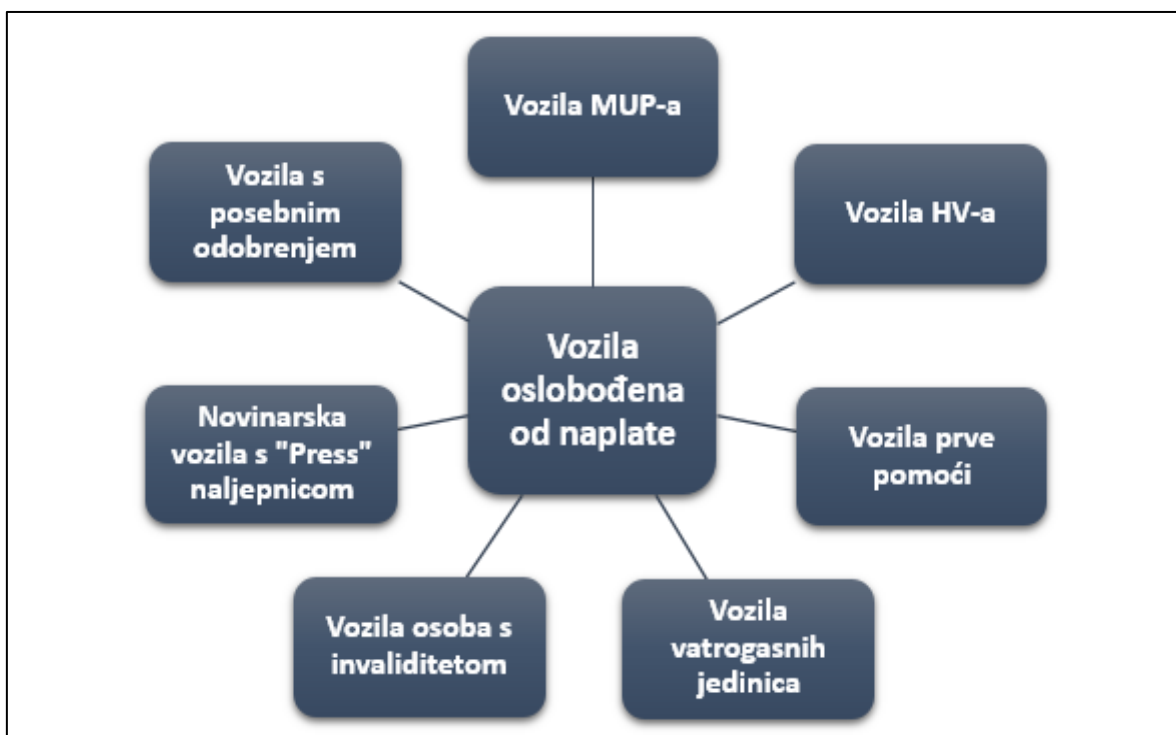 Vozila MUP-a
Vozila s
posebnim
odobrenjem
Vozila HV-a
Vozila
oslobođena
od naplate
Novinarska
vozila s "Press"
naljepnicom
Vozila prve
pomoći
Vozila osoba s
invaliditetom
Vozila
vatrogasnih
jedinica